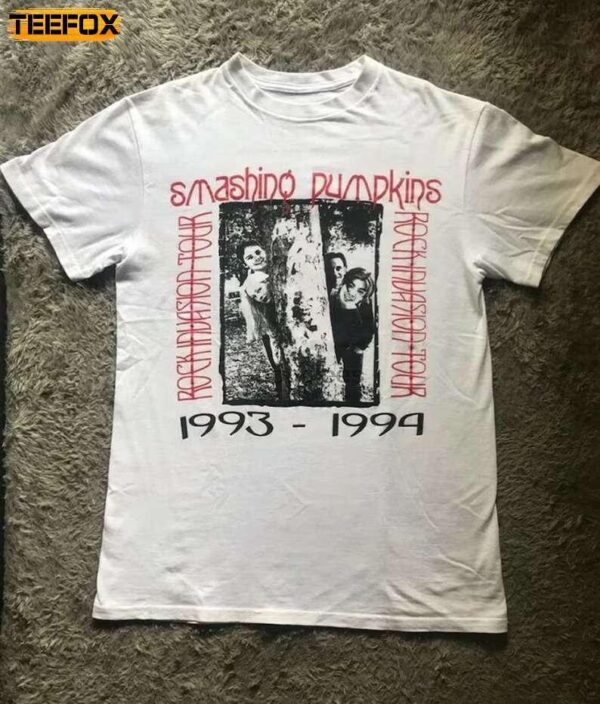 TEEFOX
smashing pumpkins
ROCK INVASION TOUR
ROCK INVASION TOUR
1993 - 1994